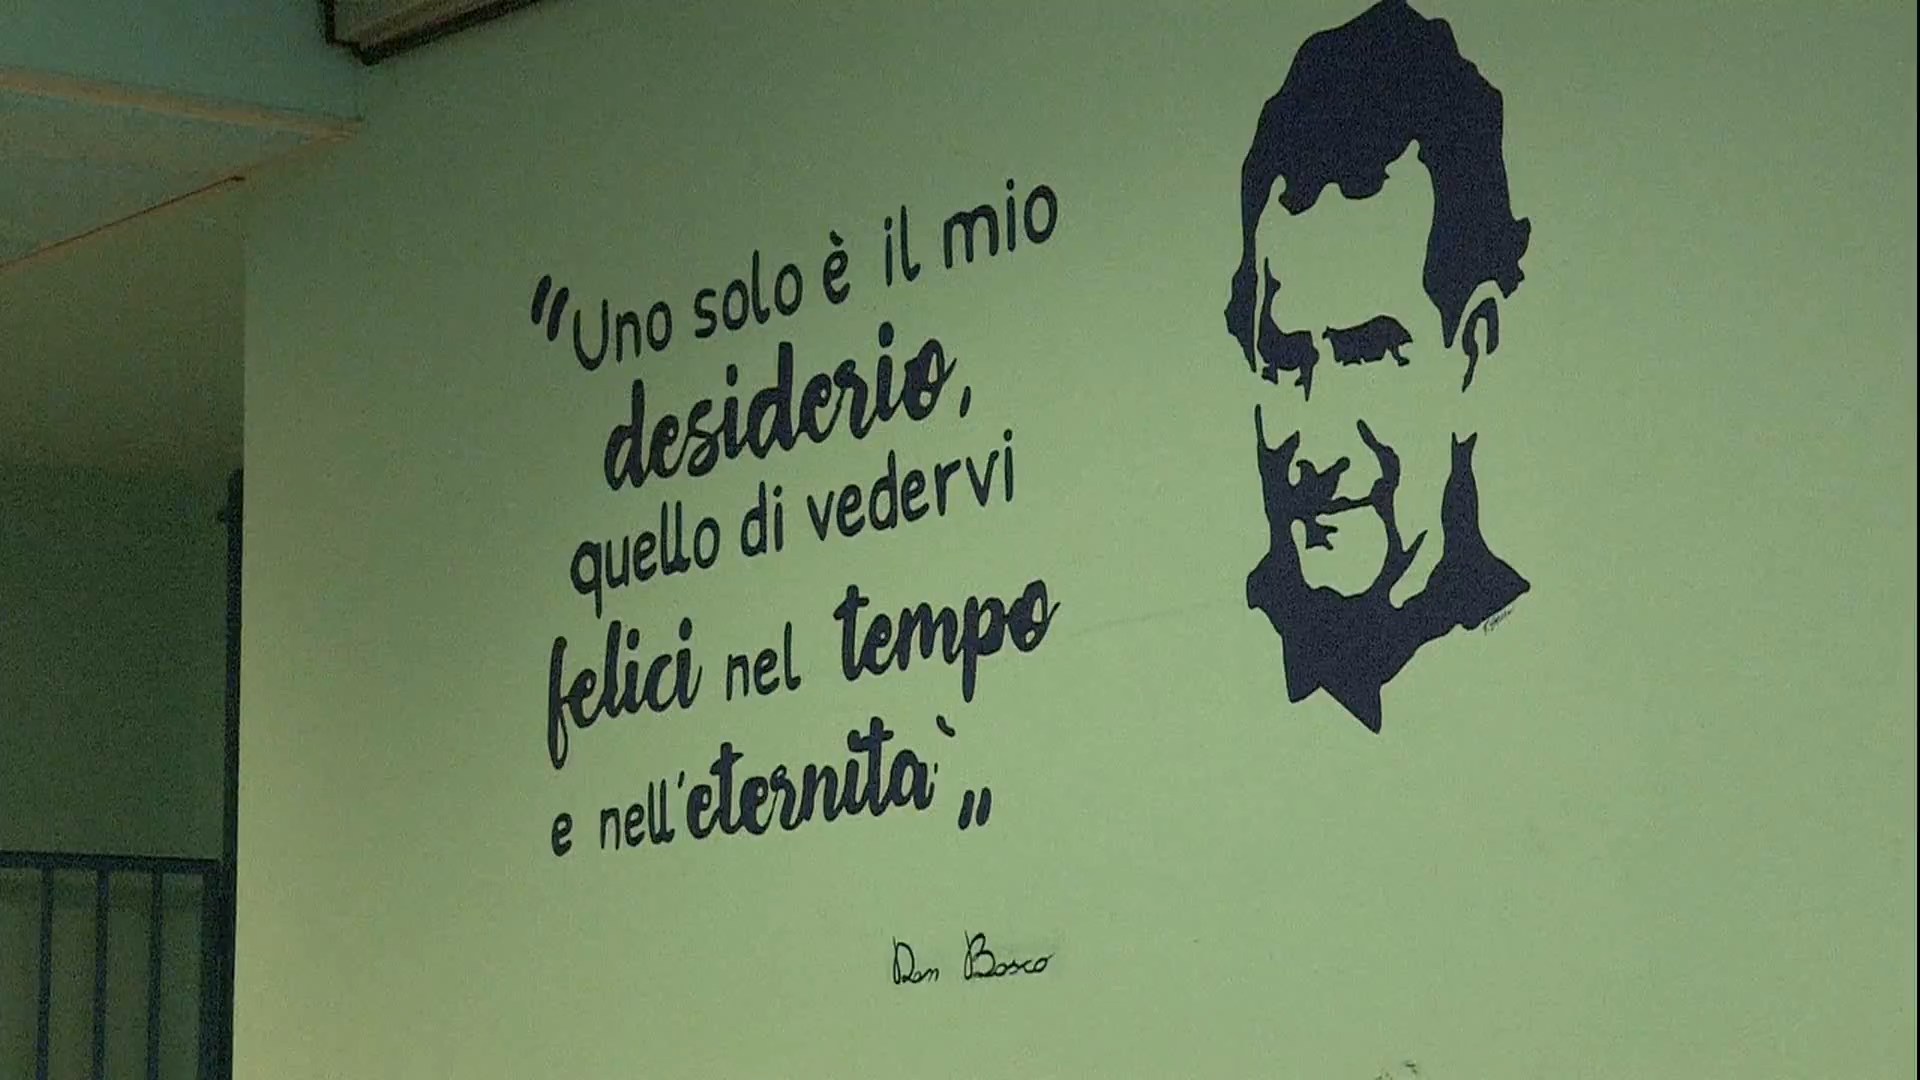 "Uno solo è il mio
desiderio,
quello di vedervi
felici nel tempo
e nell'eternità„
Don Bosco